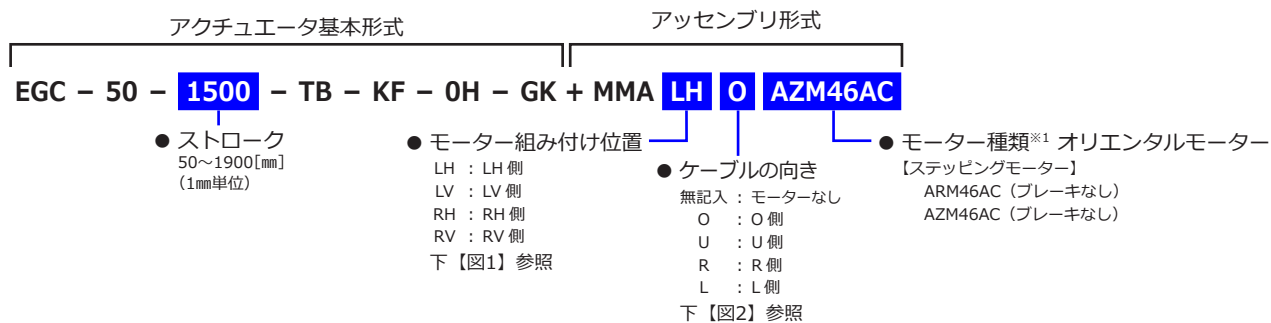 アクチュエータ基本形式
アッセンブリ形式
EGC − 50 − 1500 − TB − KF − 0H − GK + MMA LH O AZM46AC
● ストローク
50～1900[㎜]
（1㎜単位）
● モーター組み付け位置
LH ：LH 側
LV ：LV 側
RH ：RH 側
RV ：RV 側
下【図1】参照
● ケーブルの向き
無記入：モーターなし
O ：O 側
U ：U 側
R ：R 側
L ：L 側
下【図2】参照
● モーター種類※1 オリエンタルモーター
【ステッピングモーター】
ARM46AC（ブレーキなし）
AZM46AC（ブレーキなし）